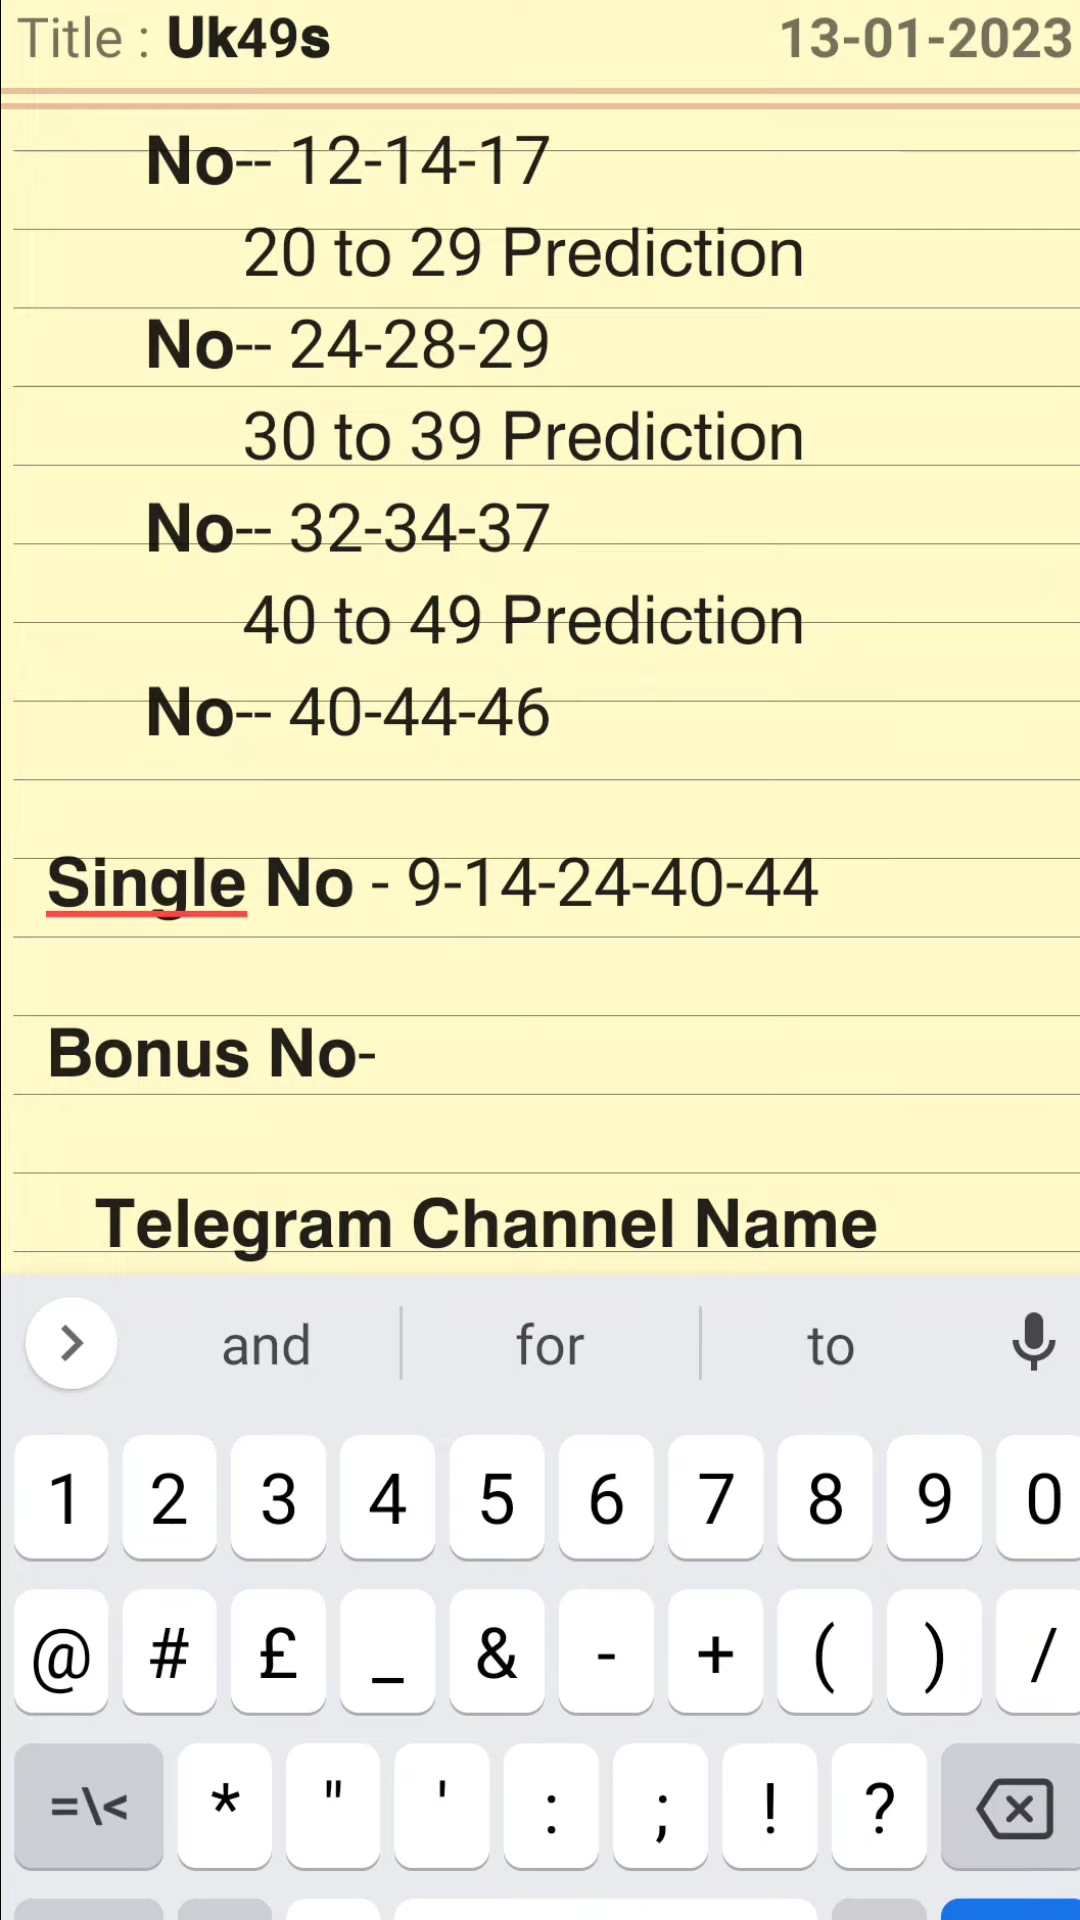 Title : Uk49s 13-01-2023
No-- 12-14-17
20 to 29 Prediction
No-- 24-28-29
30 to 39 Prediction
No-- 32-34-37
40 to 49 Prediction
No-- 40-44-46
Single No - 9-14-24-40-44
Bonus No-
Telegram Channel Name
and for to
1 2 3 4 5 6 7 8 9 0
@ # £ _ & - + ( ) /
=\< * " ' : ; ! ?